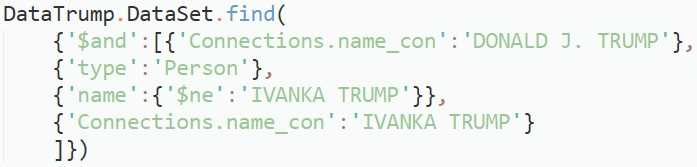 DataTrump.DataSet.find(
{'$and':[{'Connections.name_con':'DONALD J. TRUMP'},
{'type':'Person'},
{'name':{'$ne':'IVANKA TRUMP'}},
{'Connections.name_con':'IVANKA TRUMP'}
]})